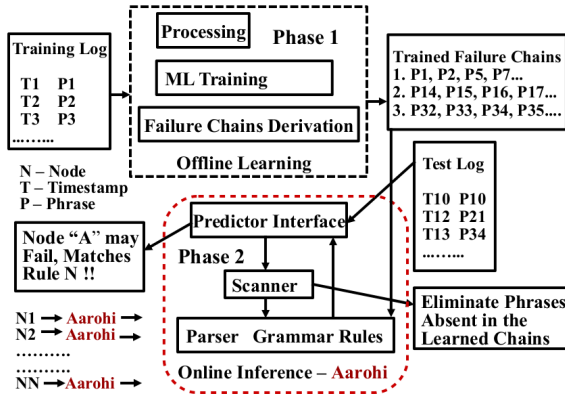 Training Log
T1 P1
T2 P2
T3 P3
...……...
N – Node
T – Timestamp
P – Phrase
Processing
Phase 1
ML Training
Failure Chains Derivation
Offline Learning
Trained Failure Chains
1. P1, P2, P5, P7...
2. P14, P15, P16, P17...
3. P32, P33, P34, P35....
Test Log
T10 P10
T12 P21
T13 P34
...……...
Predictor Interface
Phase 2
Scanner
Parser Grammar Rules
Online Inference – Aarohi
Node “A” may
Fail, Matches
Rule N !!
Eliminate Phrases
Absent in the
Learned Chains
N1 Aarohi
N2 Aarohi
..........
..........
NN Aarohi